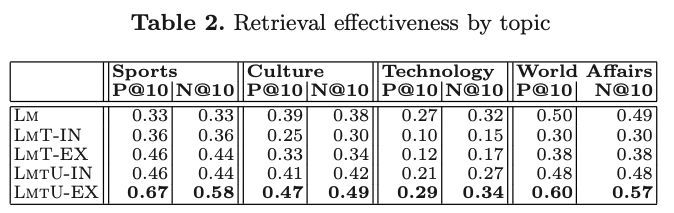 Table 2. Retrieval effectiveness by topic
Sports Culture Technology World Affairs
P@10 N@10 P@10 N@10 P@10 N@10 P@10 N@10
LM 0.33 0.33 0.39 0.38 0.27 0.32 0.50 0.49
LMT-IN 0.36 0.36 0.25 0.30 0.10 0.15 0.30 0.30
LMT-EX 0.46 0.44 0.33 0.34 0.12 0.17 0.38 0.38
LMTU-IN 0.46 0.44 0.41 0.42 0.21 0.27 0.48 0.48
LMTU-EX 0.67 0.58 0.47 0.49 0.29 0.34 0.60 0.57